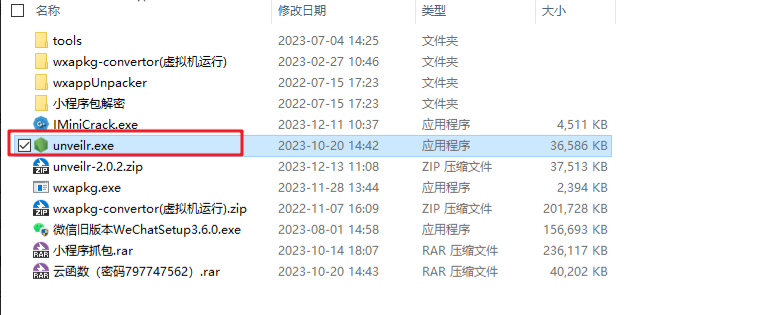 名称 修改日期 类型 大小
tools 2023-07-04 14:25 文件夹
wxapkg-convertor(虚拟机运行) 2023-02-27 10:46 文件夹
wxappUnpacker 2022-07-15 17:23 文件夹
小程序包解密 2022-07-15 17:23 文件夹
IMiniCrack.exe 2023-12-11 10:37 应用程序 4,511 KB
unveilr.exe 2023-10-20 14:42 应用程序 36,586 KB
unveilr-2.0.2.zip 2023-12-13 11:08 ZIP 压缩文件 37,513 KB
wxapkg.exe 2023-11-28 13:44 应用程序 2,394 KB
wxapkg-convertor(虚拟机运行).zip 2022-11-07 16:09 ZIP 压缩文件 201,728 KB
微信旧版本WeChatSetup3.6.0.exe 2023-08-01 14:58 应用程序 156,693 KB
小程序抓包.rar 2023-10-14 18:07 RAR 压缩文件 236,117 KB
云函数（密码797747562）.rar 2023-10-20 14:43 RAR 压缩文件 40,202 KB